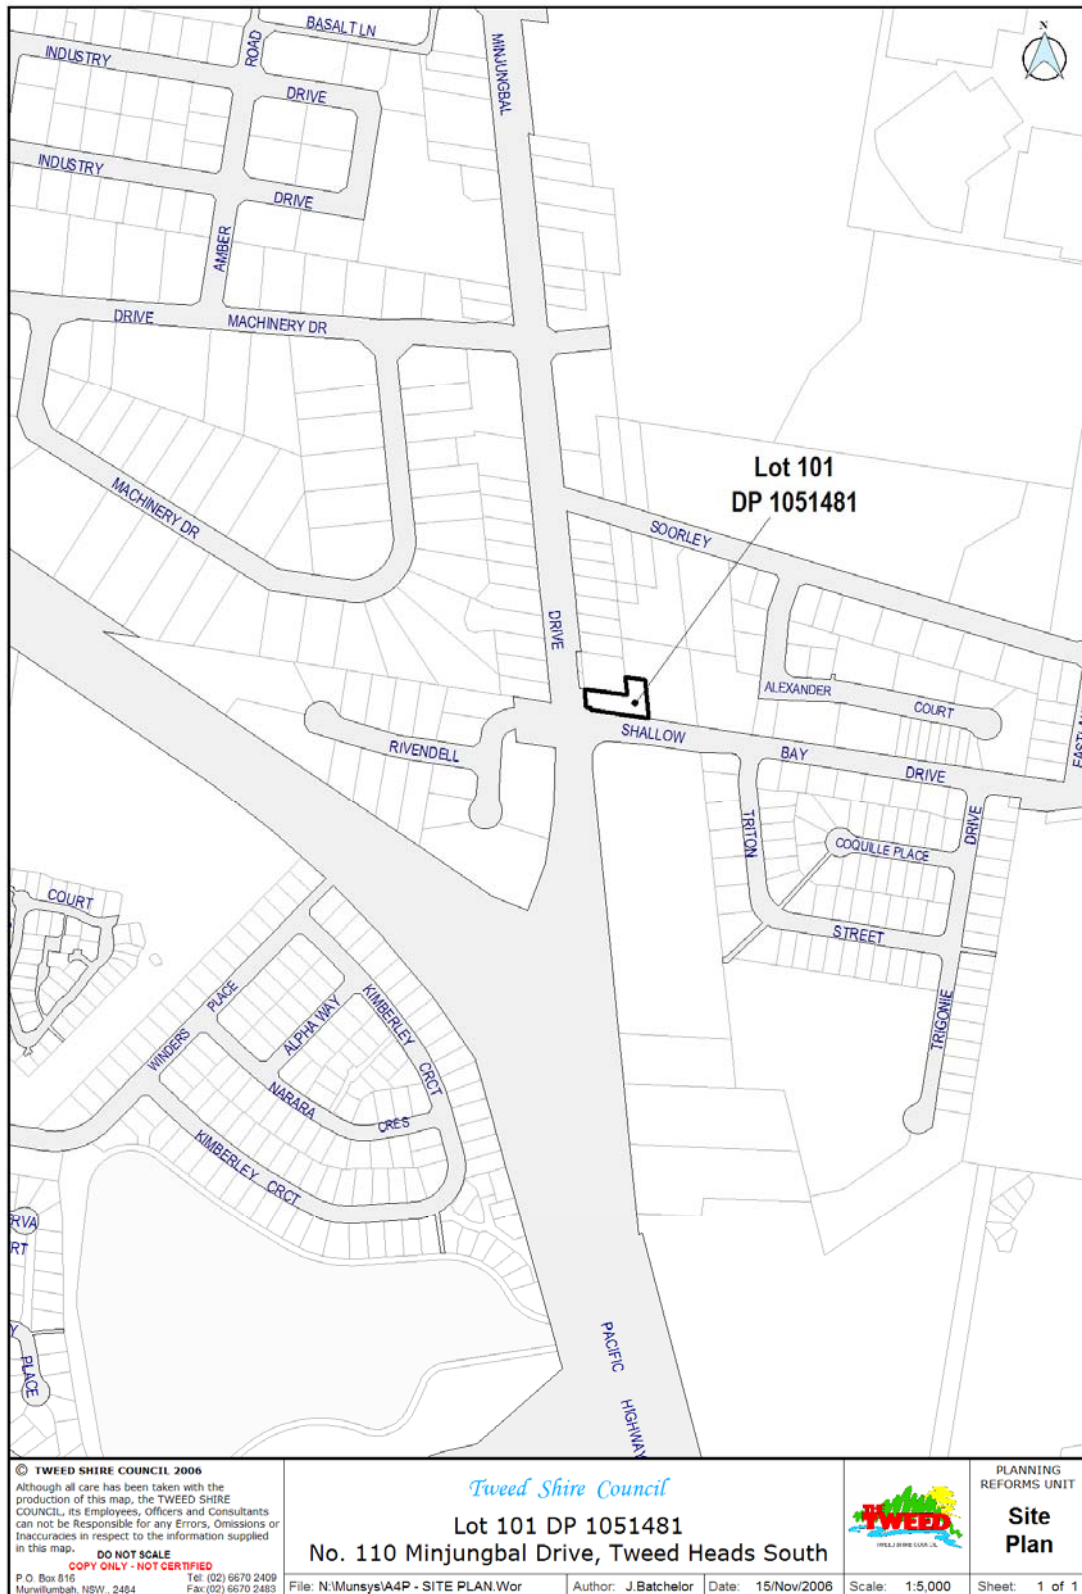 BASALT LN
INDUSTRY
ROAD
MINJUNGBAL
N
DRIVE
INDUSTRY
DRIVE
AMBER
DRIVE
MACHINERY DR
Lot 101
DP 1051481
MACHINERY DR
SOORLEY
DRIVE
ALEXANDER
COURT
SHALLOW
BAY
DRIVE
RIVENDELL
TRITON
COQUILLE PLACE
DRIVE
COURT
STREET
PLACE
WINDERS
ALPHA WAY
KIMBERLEY CRCT
TRIGONIE
NARARA
CRES
KIMBERLEY CRCT
RVA
RT
PLACE
PACIFIC
HIGHWAY
© TWEED SHIRE COUNCIL 2006
Although all care has been taken with the
production of this map, the TWEED SHIRE
COUNCIL, its Employees, Officers and Consultants
can not be Responsible for any Errors, Omissions or
Inaccuracies in respect to the information supplied
in this map.
DO NOT SCALE
COPY ONLY - NOT CERTIFIED
P.O. Box 816
Murwillumbah. NSW.. 2484
Tel: (02) 6670 2409
Fax:(02) 6670 2483
Tweed Shire Council
Lot 101 DP 1051481
No. 110 Minjungbal Drive, Tweed Heads South
File: N:\Munsys\A4P - SITE PLAN.Wor
Author: J.Batchelor
Date: 15/Nov/2006
THE TWEED
TWEED SHIRE COUNCIL
Scale: 1:5,000
PLANNING
REFORMS UNIT
Site
Plan
Sheet: 1 of 1